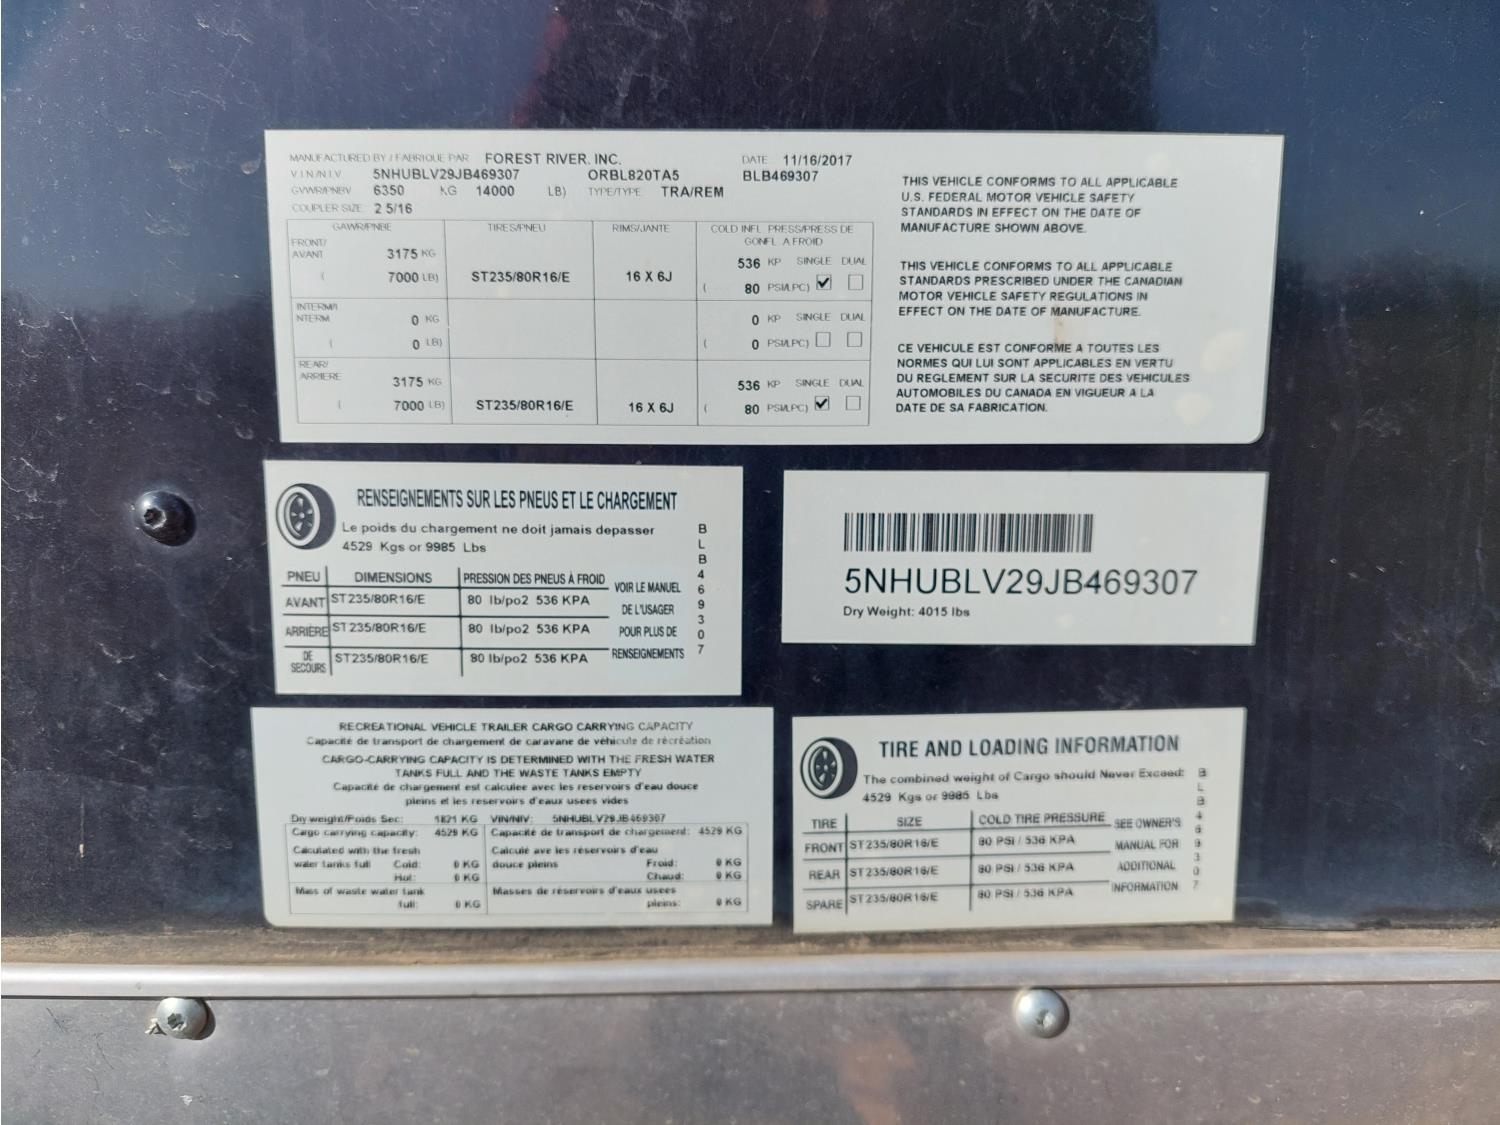 MANUFACTURED BY / FABRIQUE PAR FOREST RIVER, INC. DATE 11/16/2017
V.I.N./N.I.V. 5NHUBLV29JB469307 ORBL820TA5 BLB469307
GVWR/PNBV 6350 KG 14000 LB) TYPE/TYPE TRA/REM
COUPLER SIZE 2 5/16
GAWR/PNBE TIRES/PNEU RIMS/JANTE COLD INFL. PRESS/PRESS DE
GONFL. A FROID
FRONT/
AVANT 3175 KG 536 KP SINGLE DUAL
( 7000 LB) ST235/80R16/E 16 X 6J ( 80 PSI/LPC)
INTERM/I
NTERM 0 KG 0 KP SINGLE DUAL
( 0 LB) ( 0 PSI/LPC)
REAR/
ARRIERE 3175 KG 536 KP SINGLE DUAL
( 7000 LB) ST235/80R16/E 16 X 6J ( 80 PSI/LPC)
THIS VEHICLE CONFORMS TO ALL APPLICABLE
U.S. FEDERAL MOTOR VEHICLE SAFETY
STANDARDS IN EFFECT ON THE DATE OF
MANUFACTURE SHOWN ABOVE.
THIS VEHICLE CONFORMS TO ALL APPLICABLE
STANDARDS PRESCRIBED UNDER THE CANADIAN
MOTOR VEHICLE SAFETY REGULATIONS IN
EFFECT ON THE DATE OF MANUFACTURE.
CE VEHICULE EST CONFORME A TOUTES LES
NORMES QUI LUI SONT APPLICABLES EN VERTU
DU REGLEMENT SUR LA SECURITE DES VEHICULES
AUTOMOBILES DU CANADA EN VIGUEUR A LA
DATE DE SA FABRICATION.
RENSEIGNEMENTS SUR LES PNEUS ET LE CHARGEMENT
Le poids du chargement ne doit jamais depasser
4529 Kgs or 9985 Lbs
PNEU DIMENSIONS PRESSION DES PNEUS À FROID
AVANT ST235/80R16/E 80 lb/po2 536 KPA
ARRIÈRE ST235/80R16/E 80 lb/po2 536 KPA
DE
SECOURS ST235/80R16/E 80 lb/po2 536 KPA
VOIR LE MANUEL
DE L'USAGER
POUR PLUS DE
RENSEIGNEMENTS
BLB469307
5NHUBLV29JB469307
Dry Weight: 4015 lbs
RECREATIONAL VEHICLE TRAILER CARGO CARRYING CAPACITY
Capacité de transport de chargement de caravane de véhicule de récréation
CARGO-CARRYING CAPACITY IS DETERMINED WITH THE FRESH WATER
TANKS FULL AND THE WASTE TANKS EMPTY
Capacité de chargement est calculee avec les reservoirs d'eau douce
pleins et les reservoirs d'eaux usees vides
Dry weight/Poids Sec: 1821 KG VIN/NIV: 5NHUBLV29JB469307
Cargo carrying capacity: 4529 KG Capacité de transport de chargement: 4529 KG
Calculated with the fresh Calculé ave les réservoirs d'eau
water tanks full Cold: 0 KG douce pleins Froid: 0 KG
Hot: 0 KG Chaud: 0 KG
Mass of waste water tank Masses de réservoirs d'eaux usees
full: 0 KG pleins: 0 KG
TIRE AND LOADING INFORMATION
The combined weight of Cargo should Never Exceed:
4529 Kgs or 9985 Lbs
TIRE SIZE COLD TIRE PRESSURE
FRONT ST235/80R16/E 80 PSI / 536 KPA
REAR ST235/80R16/E 80 PSI / 536 KPA
SPARE ST235/80R16/E 80 PSI / 536 KPA
SEE OWNER'S
MANUAL FOR
ADDITIONAL
INFORMATION
BLB469307